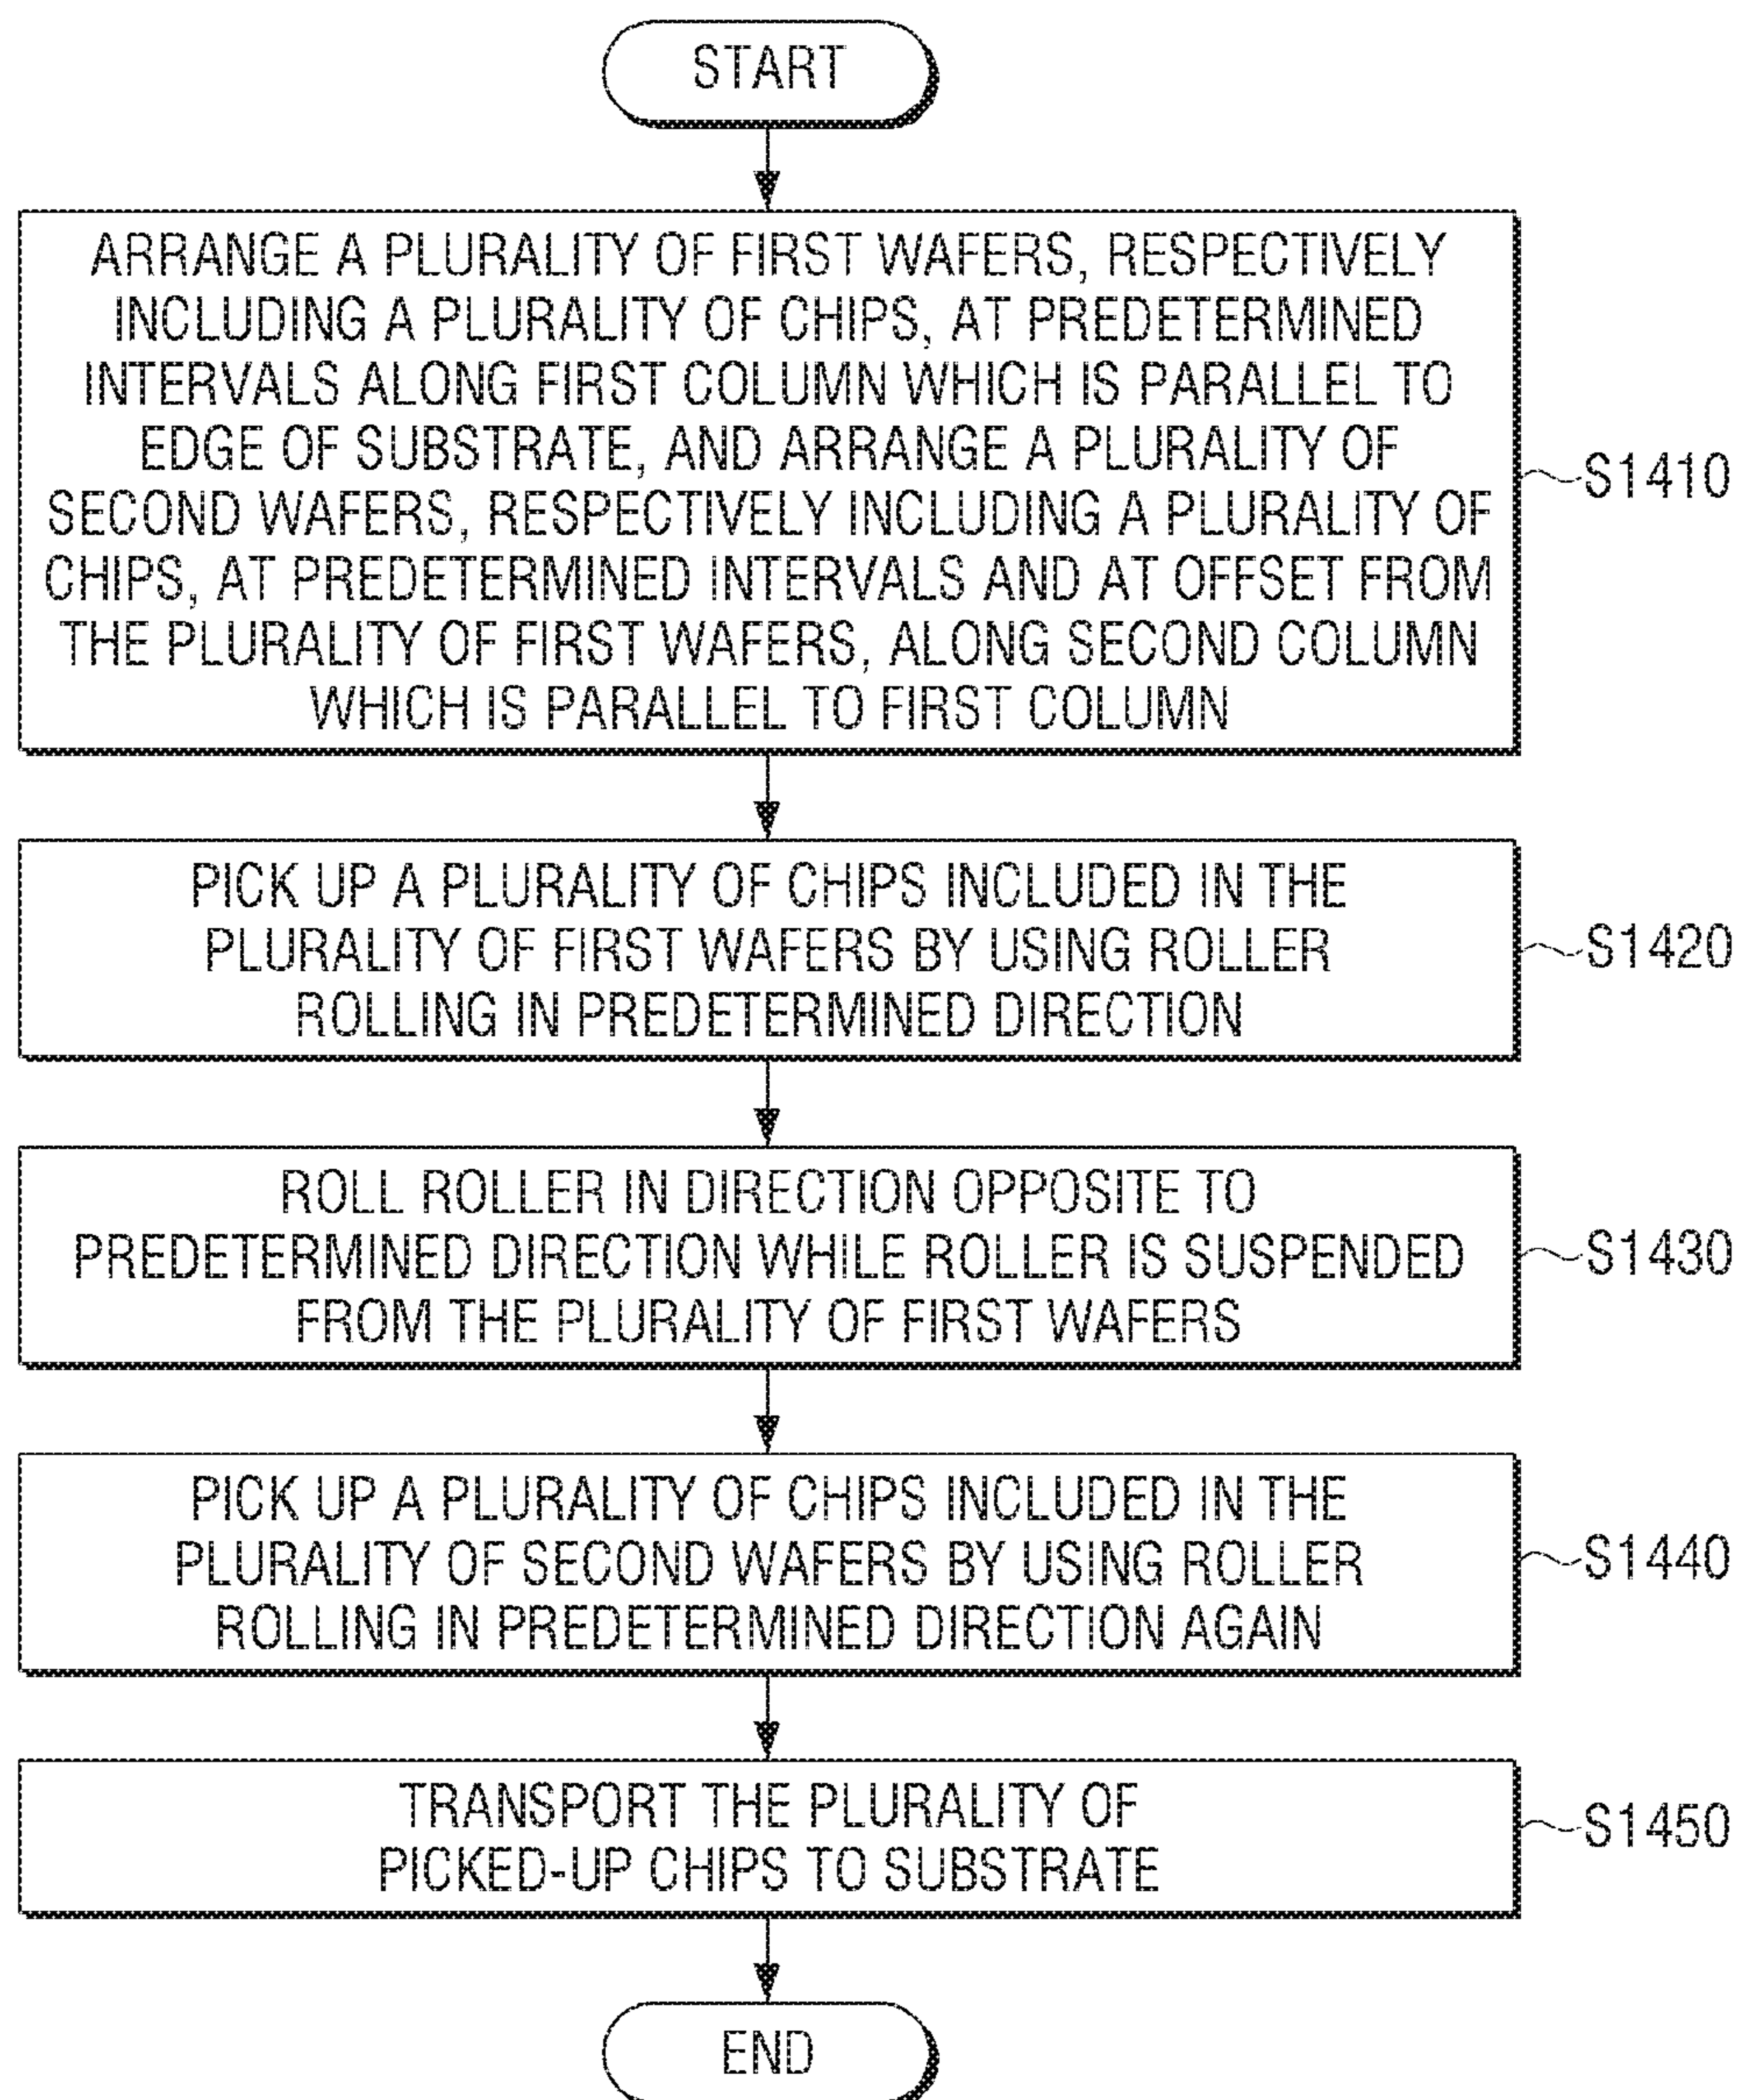 START
ARRANGE A PLURALITY OF FIRST WAFERS, RESPECTIVELY
INCLUDING A PLURALITY OF CHIPS, AT PREDETERMINED
INTERVALS ALONG FIRST COLUMN WHICH IS PARALLEL TO
EDGE OF SUBSTRATE, AND ARRANGE A PLURALITY OF
SECOND WAFERS, RESPECTIVELY INCLUDING A PLURALITY OF
CHIPS, AT PREDETERMINED INTERVALS AND AT OFFSET FROM
THE PLURALITY OF FIRST WAFERS, ALONG SECOND COLUMN
WHICH IS PARALLEL TO FIRST COLUMN
S1410
PICK UP A PLURALITY OF CHIPS INCLUDED IN THE
PLURALITY OF FIRST WAFERS BY USING ROLLER
ROLLING IN PREDETERMINED DIRECTION
S1420
ROLL ROLLER IN DIRECTION OPPOSITE TO
PREDETERMINED DIRECTION WHILE ROLLER IS SUSPENDED
FROM THE PLURALITY OF FIRST WAFERS
S1430
PICK UP A PLURALITY OF CHIPS INCLUDED IN THE
PLURALITY OF SECOND WAFERS BY USING ROLLER
ROLLING IN PREDETERMINED DIRECTION AGAIN
S1440
TRANSPORT THE PLURALITY OF
PICKED-UP CHIPS TO SUBSTRATE
S1450
END